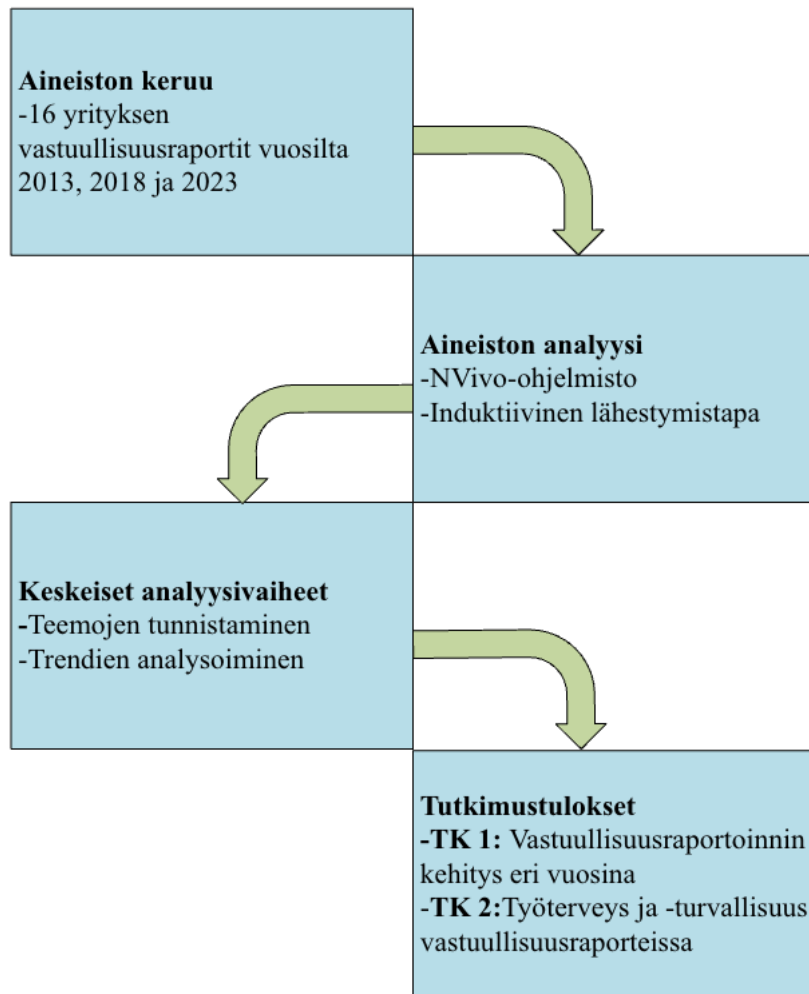 Aineiston keruu
-16 yrityksen
vastuullisuusraportit vuosilta
2013, 2018 ja 2023
Aineiston analyysi
-NVivo-ohjelmisto
-Induktiivinen lähestymistapa
Keskeiset analyysivaiheet
-Teemojen tunnistaminen
-Trendien analysoiminen
Tutkimustulokset
-TK 1: Vastuullisuusraportoinnin
kehitys eri vuosina
-TK 2:Työterveys ja -turvallisuus
vastuullisuusraporteissa